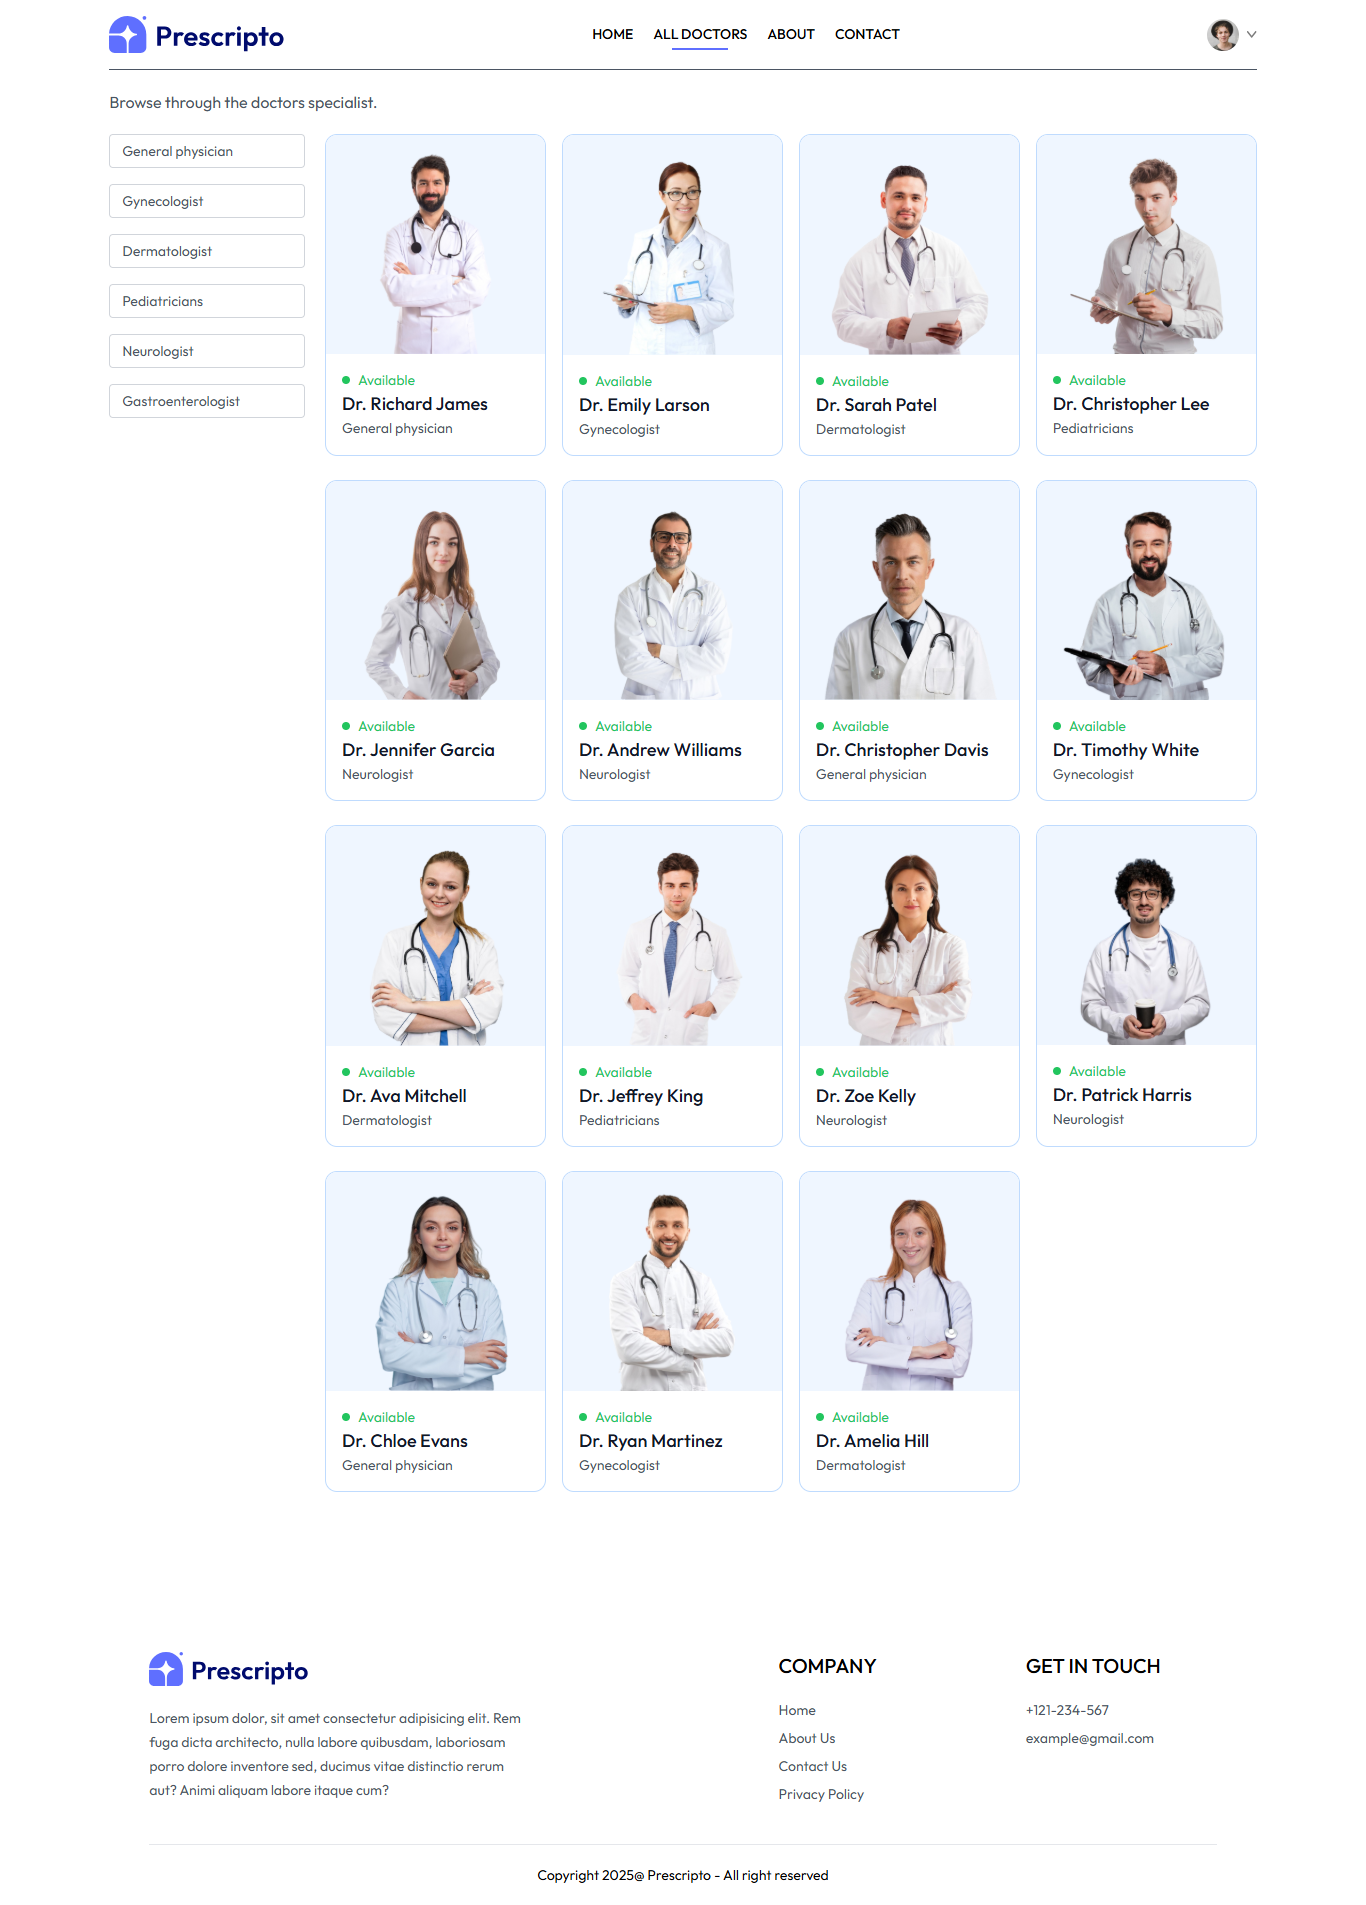 Prescripto
HOME
ALL DOCTORS
ABOUT
CONTACT
Browse through the doctors specialist.
General physician
Gynecologist
Dermatologist
Pediatricians
Neurologist
Gastroenterologist
Available
Dr. Richard James
General physician
Available
Dr. Emily Larson
Gynecologist
Available
Dr. Sarah Patel
Dermatologist
Available
Dr. Christopher Lee
Pediatricians
Available
Dr. Jennifer Garcia
Neurologist
Available
Dr. Andrew Williams
Neurologist
Available
Dr. Christopher Davis
General physician
Available
Dr. Timothy White
Gynecologist
Available
Dr. Ava Mitchell
Dermatologist
Available
Dr. Jeffrey King
Pediatricians
Available
Dr. Zoe Kelly
Neurologist
Available
Dr. Patrick Harris
Neurologist
Available
Dr. Chloe Evans
General physician
Available
Dr. Ryan Martinez
Gynecologist
Available
Dr. Amelia Hill
Dermatologist
Prescripto
Lorem ipsum dolor, sit amet consectetur adipisicing elit. Rem
fuga dicta architecto, nulla labore quibusdam, laboriosam
porro dolore inventore sed, ducimus vitae distinctio rerum
aut? Animi aliquam labore itaque cum?
COMPANY
Home
About Us
Contact Us
Privacy Policy
GET IN TOUCH
+121-234-567
example@gmail.com
Copyright 2025@ Prescripto - All right reserved